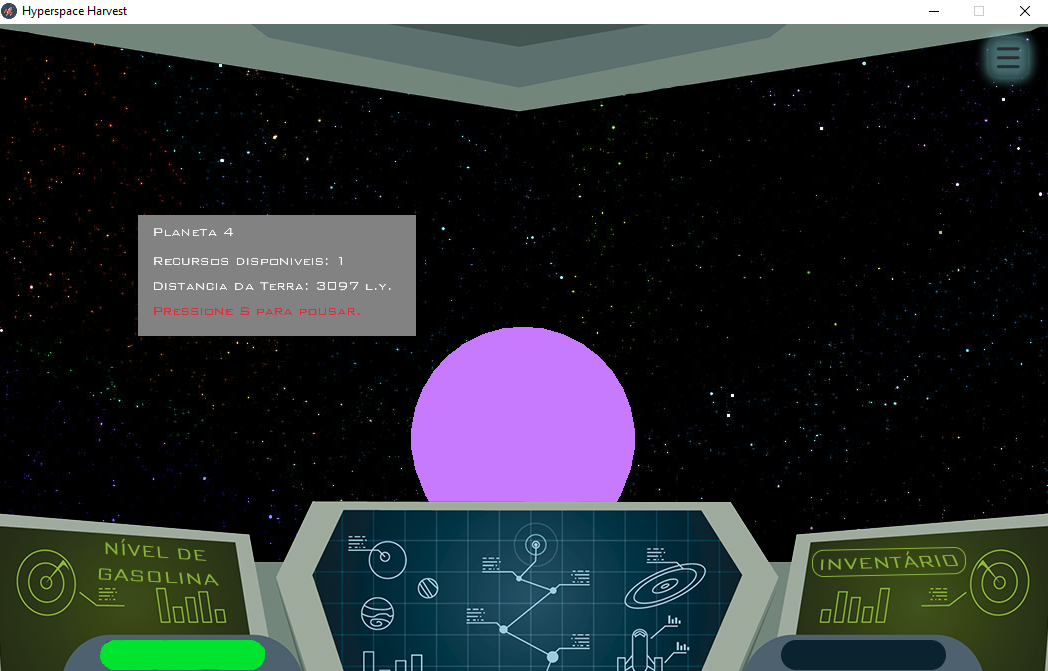 Hyperspace Harvest
Planeta 4
Recursos disponiveis: 1
Distancia da Terra: 3097 l.y.
Pressione S para pousar.
NÍVEL DE
GASOLINA
INVENTÁRIO